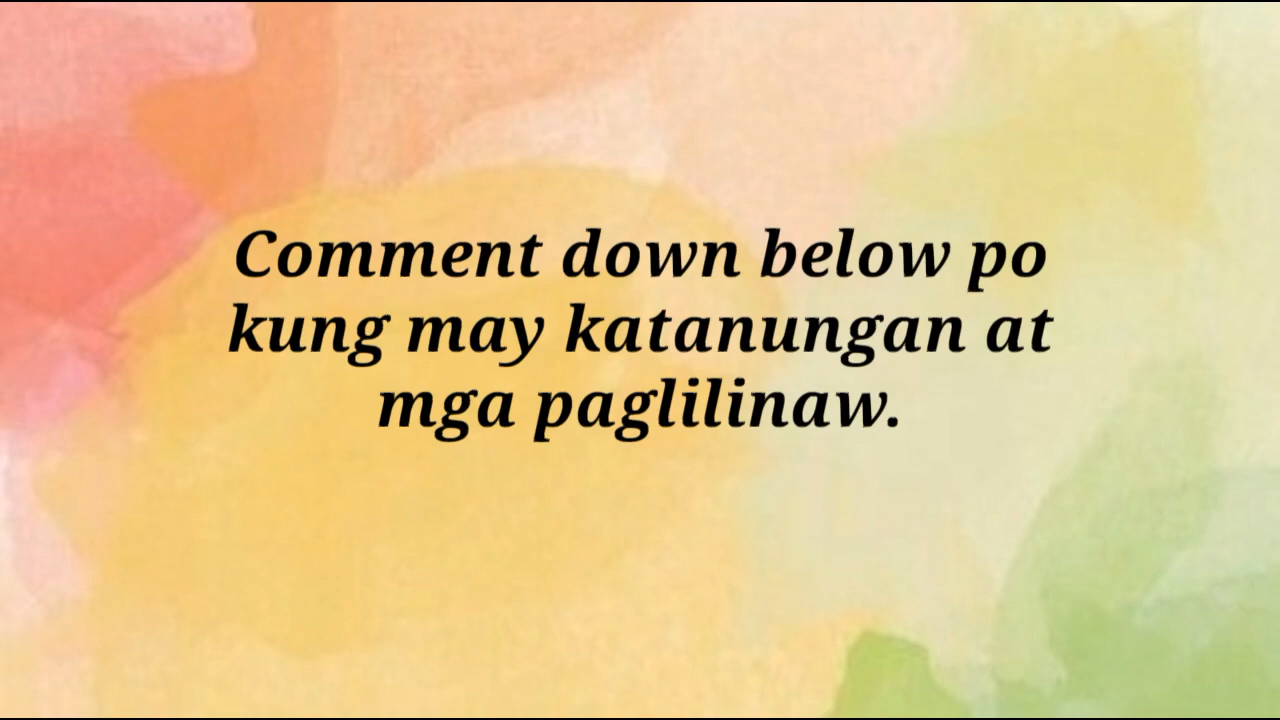 Comment down below po
kung may katanungan at
mga paglilinaw.